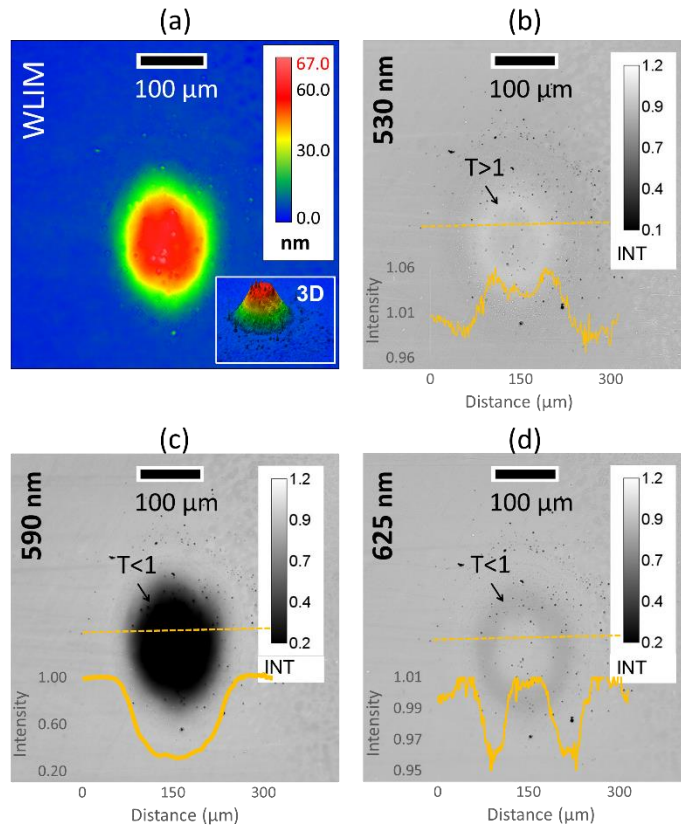 (a)
WLIM
100 µm
67.0
60.0
30.0
0.0
nm
3D
(b)
530 nm
100 µm
T>1
1.2
0.9
0.7
0.4
0.1
INT
Intensity
1.06
1.01
0.96
0
150
300
Distance (µm)
(c)
590 nm
100 µm
T<1
1.2
0.9
0.6
0.4
0.2
INT
Intensity
1.00
0.60
0.20
0
150
300
Distance (µm)
(d)
625 nm
100 µm
T<1
1.2
0.9
0.6
0.4
0.2
INT
Intensity
1.01
0.99
0.97
0.95
0
150
300
Distance (µm)